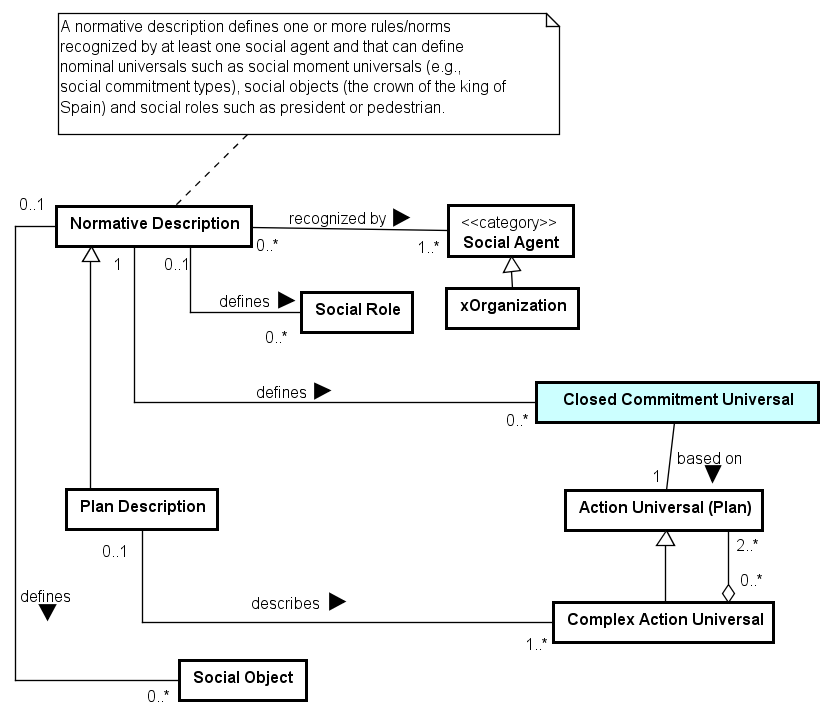 A normative description defines one or more rules/norms
recognized by at least one social agent and that can define
nominal universals such as social moment universals (e.g.,
social commitment types), social objects (the crown of the king of
Spain) and social roles such as president or pedestrian.
0..1
Normative Description
recognized by
0..*
1..*
<<category>>
Social Agent
1
0..1
defines
0..*
Social Role
xOrganization
defines
0..*
Closed Commitment Universal
based on
1
Plan Description
Action Universal (Plan)
0..1
2..*
0..*
defines
describes
1..*
Complex Action Universal
Social Object
0..*